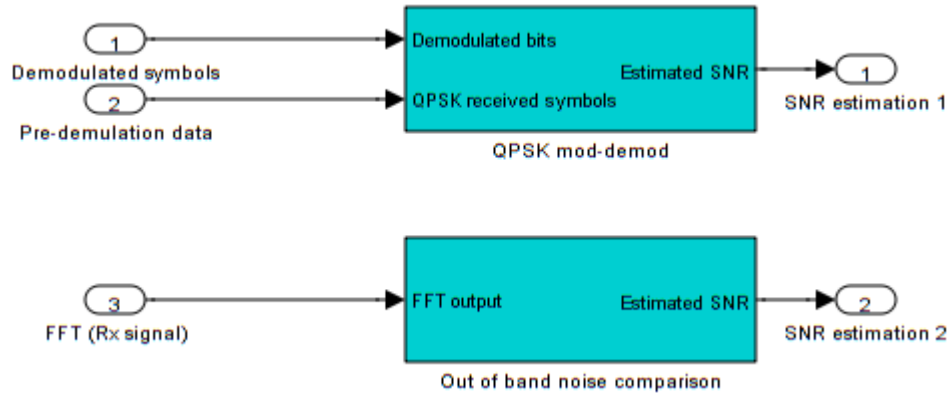 1
Demodulated symbols
2
Pre-demulation data
Demodulated bits
QPSK received symbols
Estimated SNR
QPSK mod-demod
1
SNR estimation 1
3
FFT (Rx signal)
FFT output
Estimated SNR
Out of band noise comparison
2
SNR estimation 2